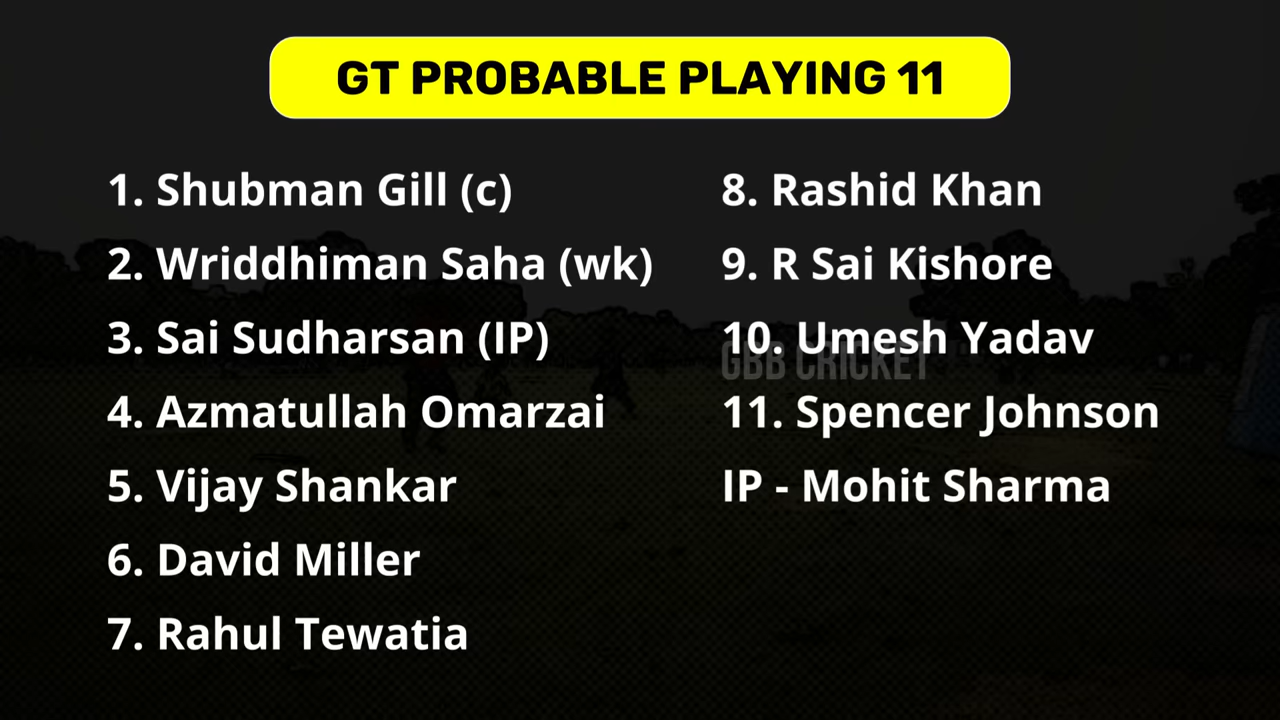 GT PROBABLE PLAYING 11
1. Shubman Gill (c)
2. Wriddhiman Saha (wk)
3. Sai Sudharsan (IP)
4. Azmatullah Omarzai
5. Vijay Shankar
6. David Miller
7. Rahul Tewatia
8. Rashid Khan
9. R Sai Kishore
10. Umesh Yadav
GBB CRICKET
11. Spencer Johnson
IP - Mohit Sharma